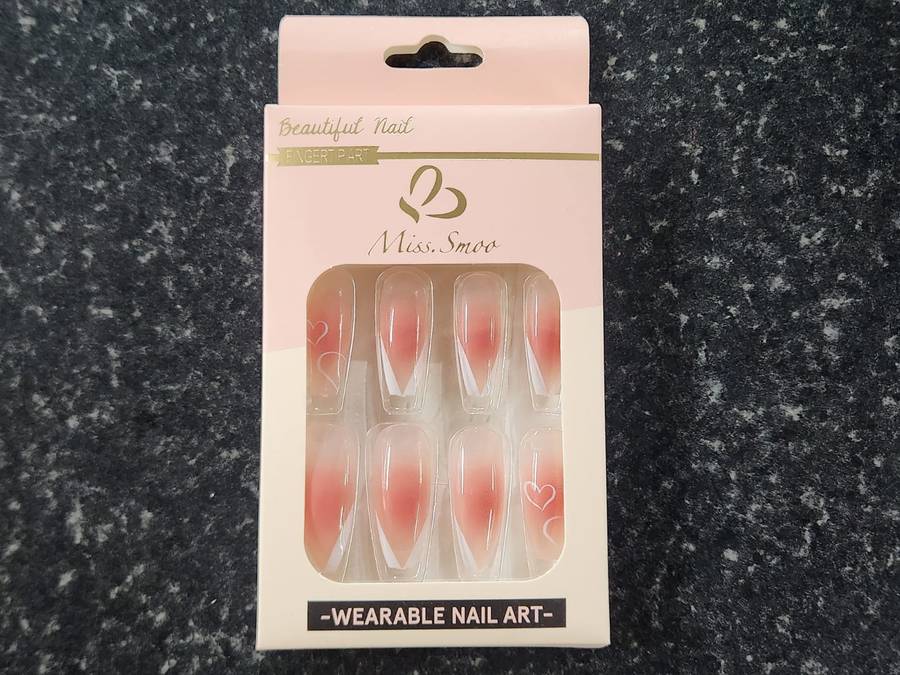 Beautiful Nail
FINGERTIP ART
Miss.Smoo
-WEARABLE NAIL ART-